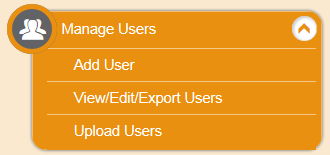 Manage Users
Add User
View/Edit/Export Users
Upload Users